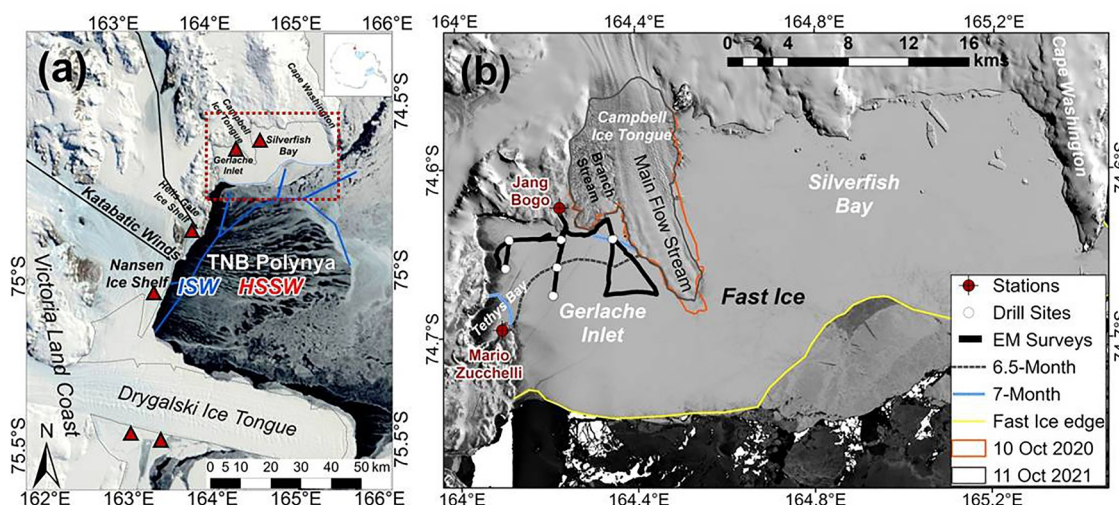 163°E 164°E 165°E 166°E
(a)
Cape Washington
Campbell
Ice Tongue
Silverfish
Bay
Gerlache
Inlet
Hells Gate
Ice Shelf
Katabatic Winds
Nansen
Ice Shelf
TNB Polynya
ISW HSSW
Victoria Land Coast
Drygalski Ice Tongue
N
0 5 10 20 30 40 50
km
74.5°S
75°S
75.5°S
75°S
75.5°S
162°E 163°E 164°E 165°E 166°E
164°E 164.4°E 164.8°E 165.2°E
(b)
0 2 4 8 12 16
kms
Cape Washington
Campbell
Ice Tongue
Branch
Stream
Main Flow Stream
Silverfish
Bay
Jang
Bogo
Tethys Bay
Gerlache
Inlet
Fast Ice
Mario
Zucchelli
74.6°S
74.7°S
74.6°S
Stations
Drill Sites
EM Surveys
6.5-Month
7-Month
Fast Ice edge
10 Oct 2020
11 Oct 2021
164°E 164.4°E 164.8°E 165.2°E